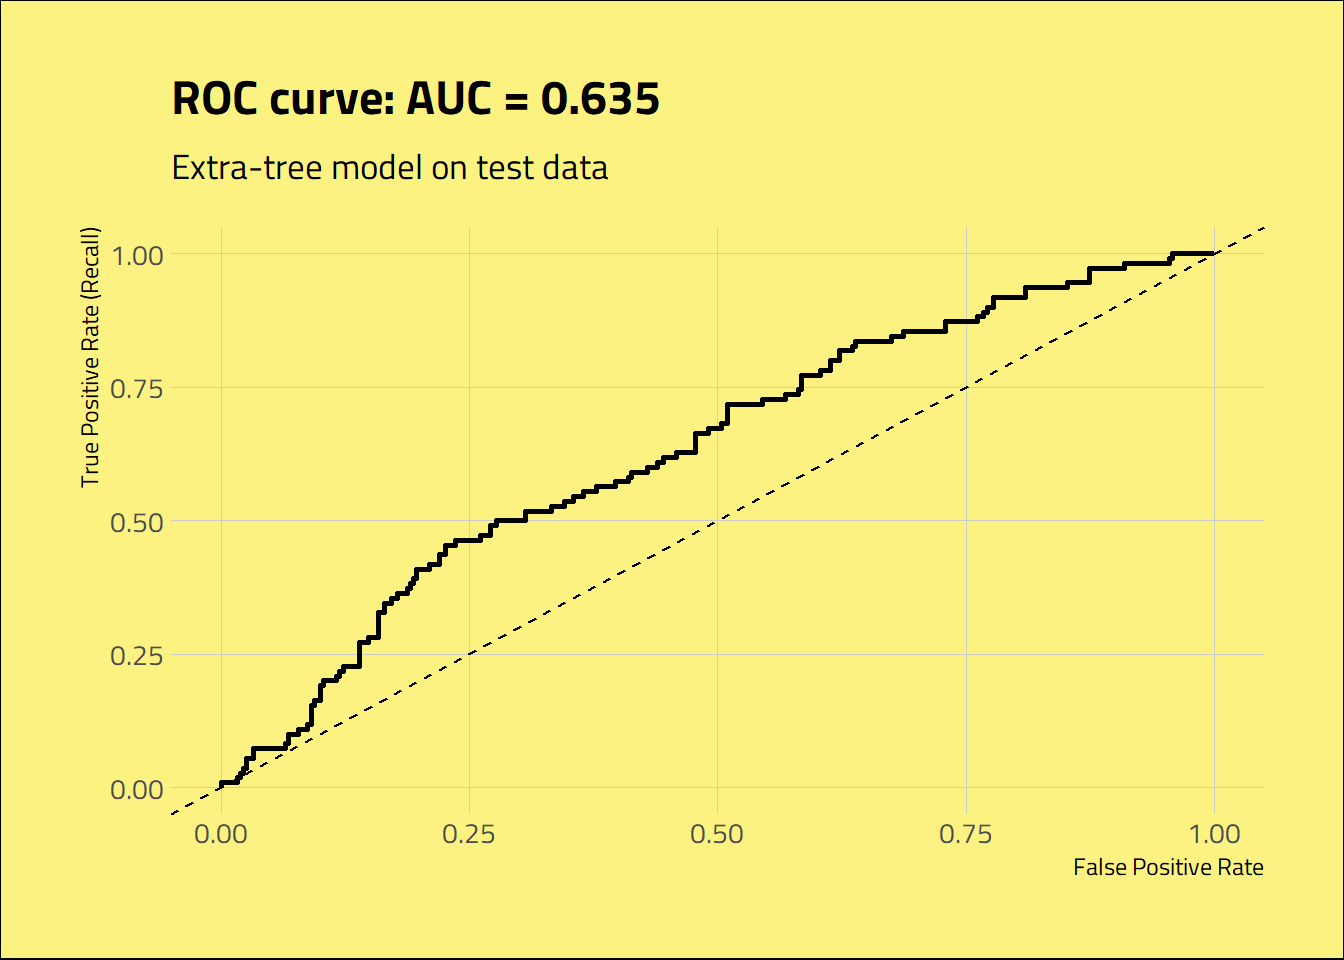 ROC curve: AUC = 0.635
Extra-tree model on test data
True Positive Rate (Recall)
1.00
0.75
0.50
0.25
0.00
0.00 0.25 0.50 0.75 1.00
False Positive Rate